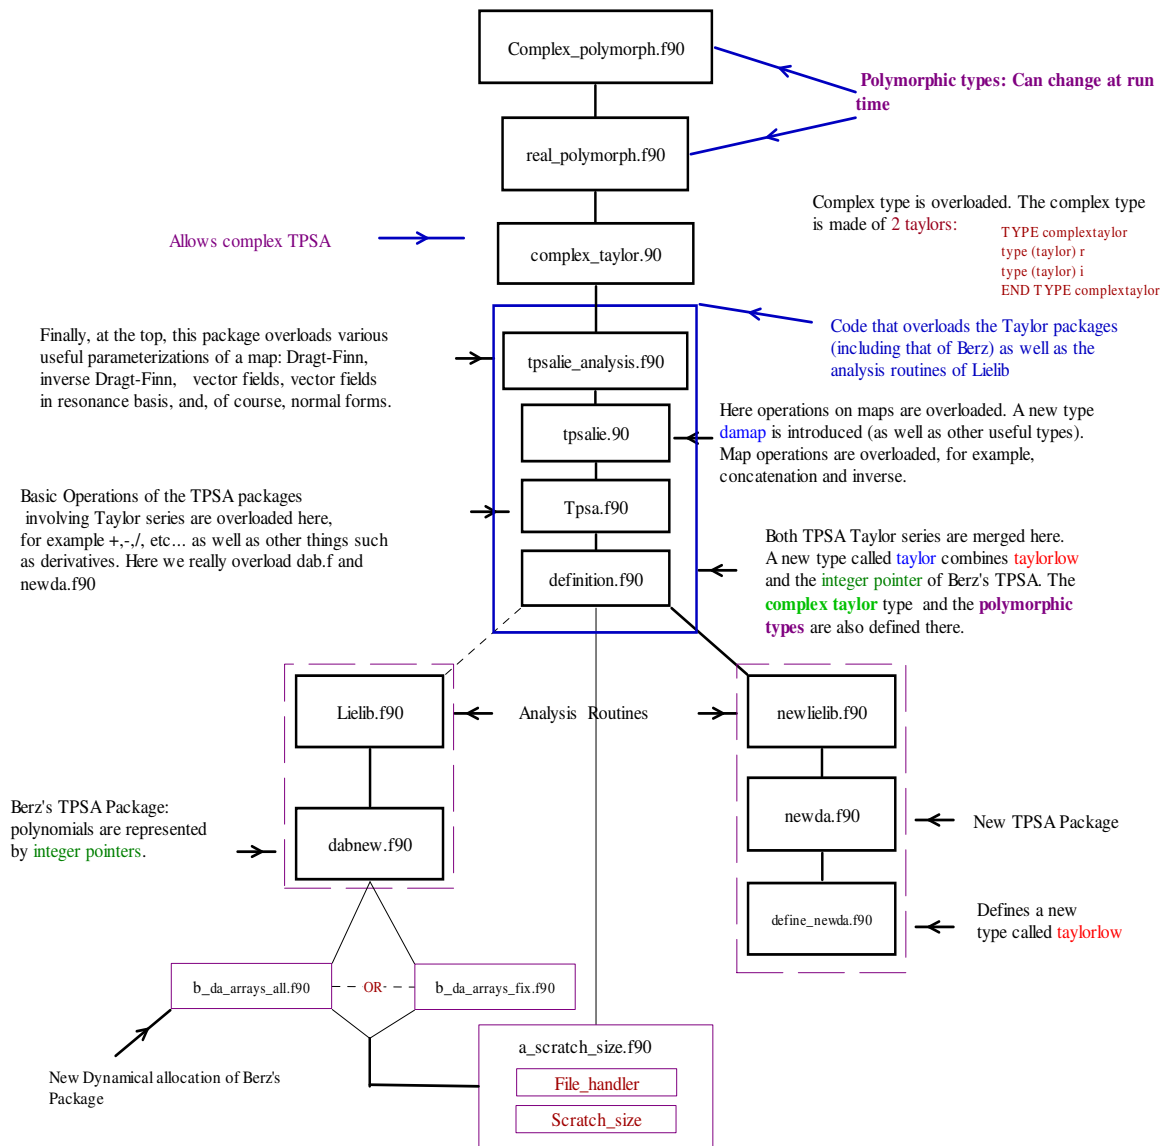 Complex_polymorph.f90
Polymorphic types: Can change at run
time
real_polymorph.f90
Complex type is overloaded. The complex type
is made of 2 taylors:
TYPE complextaylor
type (taylor) r
type (taylor) i
END TYPE complextaylor
Allows complex TPSA
complex_taylor.90
Finally, at the top, this package overloads various
useful parameterizations of a map: Dragt-Finn,
inverse Dragt-Finn, vector fields, vector fields
in resonance basis, and, of course, normal forms.
tpsalie_analysis.f90
Code that overloads the Taylor packages
(including that of Berz) as well as the
analysis routines of Lielib
tpsalie.90
Here operations on maps are overloaded. A new type
damap is introduced (as well as other useful types).
Map operations are overloaded, for example,
concatenation and inverse.
Basic Operations of the TPSA packages
involving Taylor series are overloaded here,
for example +,-,/, etc... as well as other things such
as derivatives. Here we really overload dab.f and
newda.f90
Tpsa.f90
definition.f90
Both TPSA Taylor series are merged here.
A new type called taylor combines taylorlow
and the integer pointer of Berz's TPSA. The
complex taylor type and the polymorphic
types are also defined there.
Lielib.f90
Analysis Routines
newlielib.f90
Berz's TPSA Package:
polynomials are represented
by integer pointers.
dabnew.f90
newda.f90
New TPSA Package
define_newda.f90
Defines a new
type called taylorlow
b_da_arrays_all.f90
OR
b_da_arrays_fix.f90
New Dynamical allocation of Berz's
Package
a_scratch_size.f90
File_handler
Scratch_size